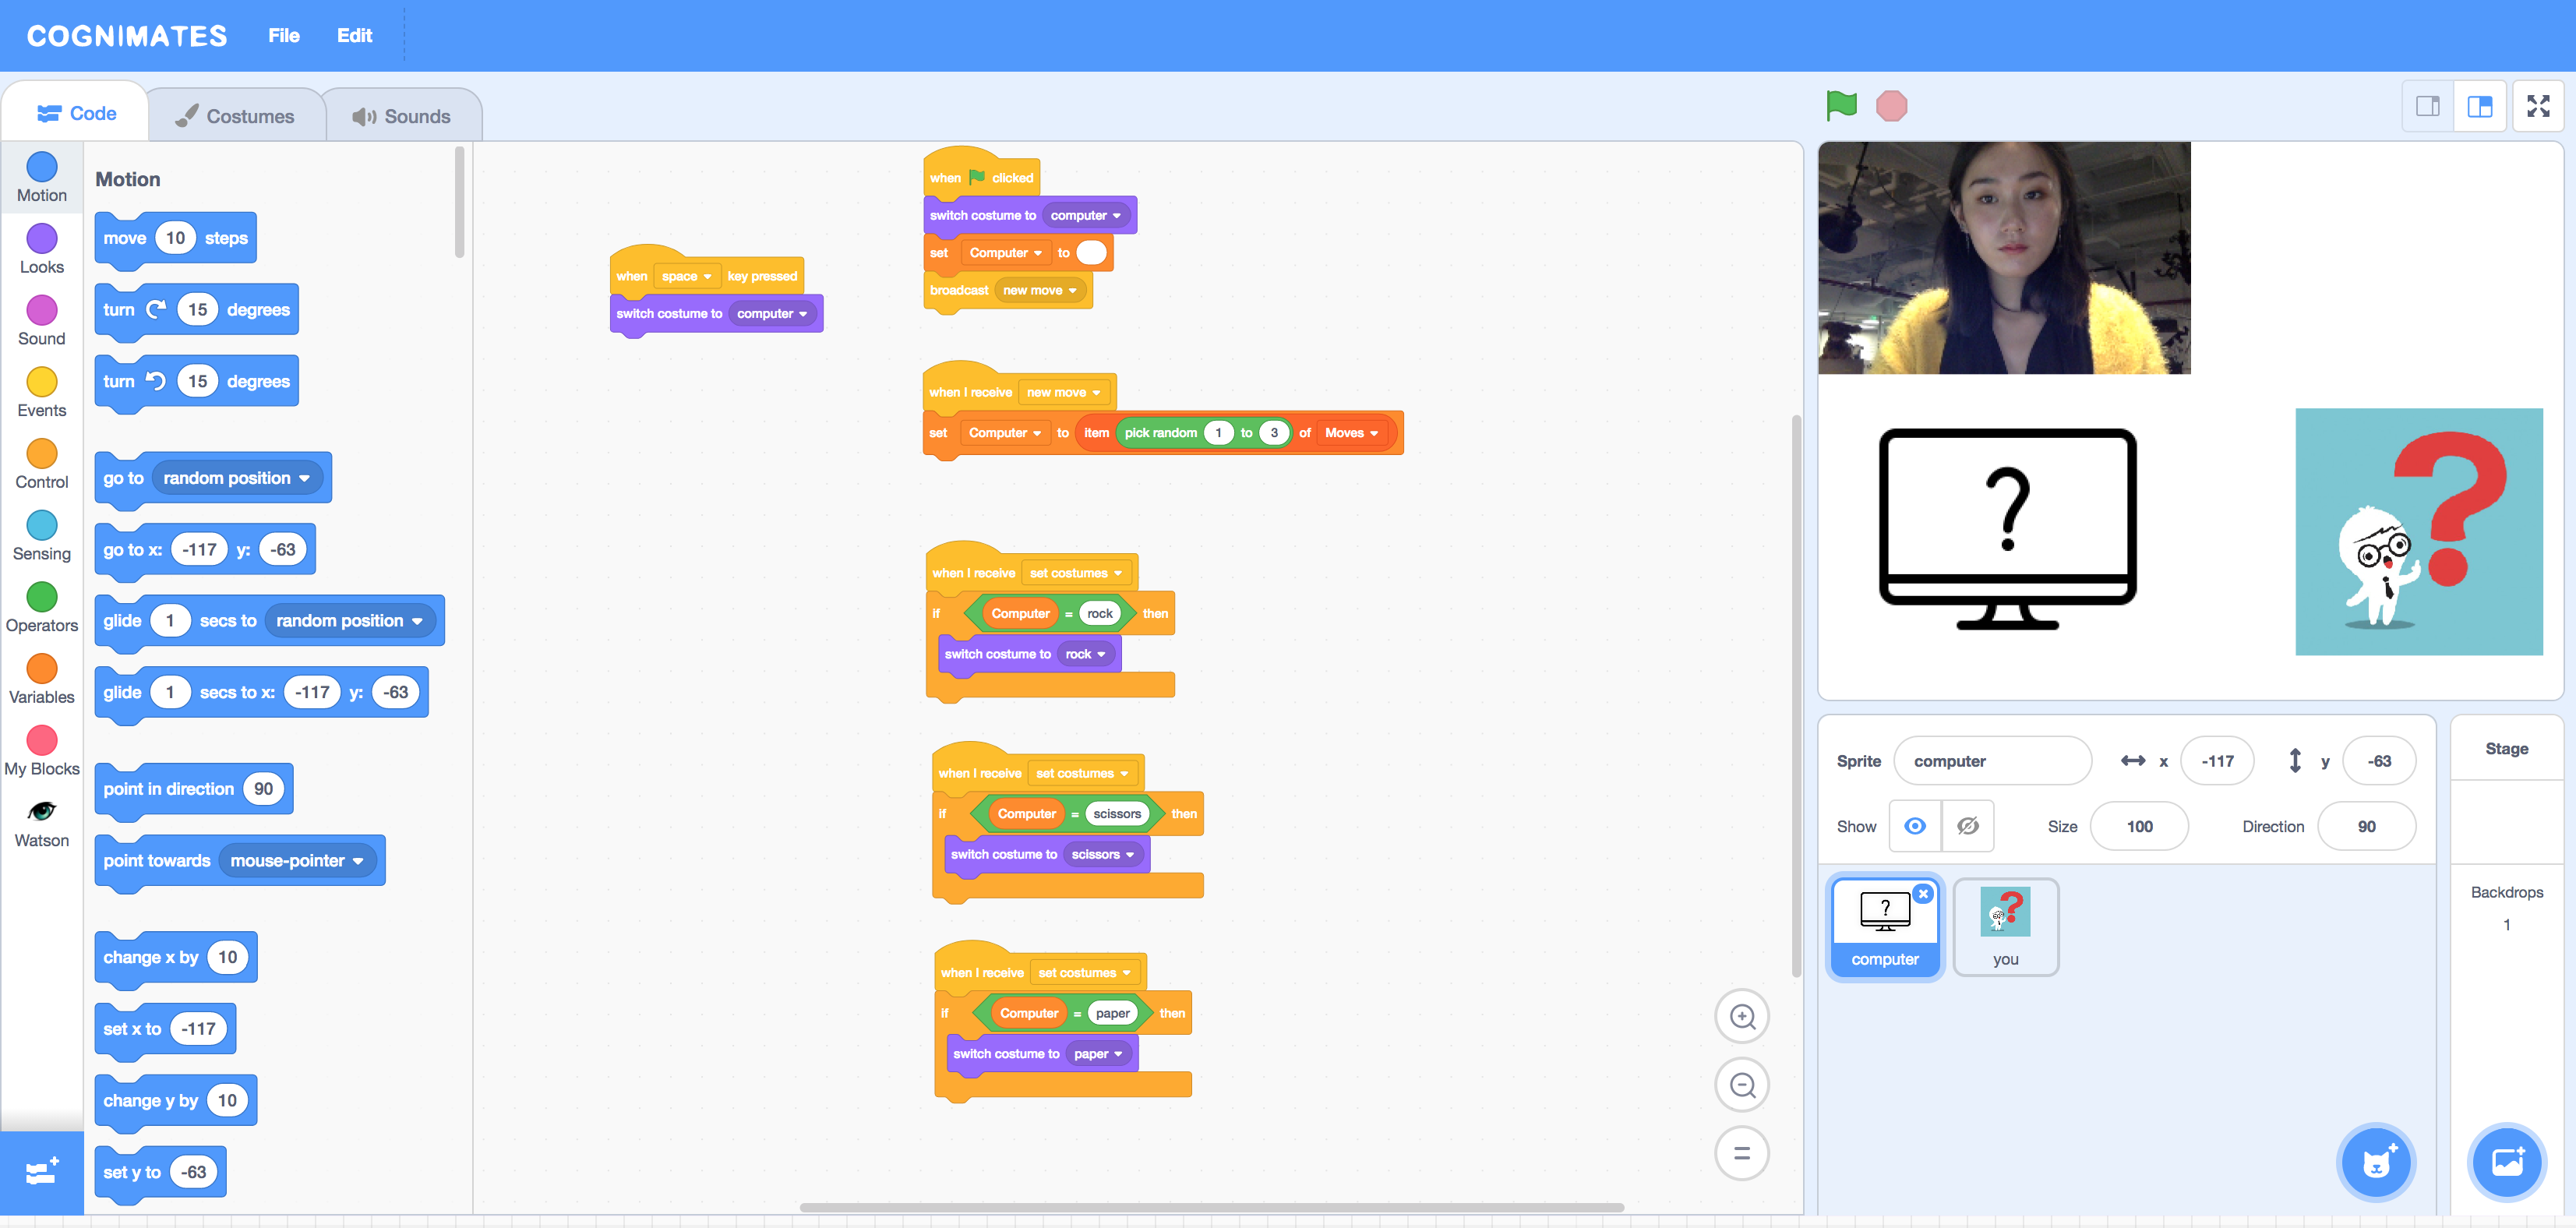 COGNIMATES File Edit
Code Costumes Sounds
Motion
Looks
Sound
Events
Control
Sensing
Operators
Variables
My Blocks
Watson
Motion
move 10 steps
turn 15 degrees
turn 15 degrees
go to random position
go to x: -117 y: -63
glide 1 secs to random position
glide 1 secs to x: -117 y: -63
point in direction 90
point towards mouse-pointer
change x by 10
set x to -117
change y by 10
set y to -63
when space key pressed
switch costume to computer
when clicked
switch costume to computer
set Computer to
broadcast new move
when I receive new move
set Computer to item pick random 1 to 3 of Moves
when I receive set costumes
if Computer = rock then
switch costume to rock
when I receive set costumes
if Computer = scissors then
switch costume to scissors
when I receive set costumes
if Computer = paper then
switch costume to paper
?
?
Sprite computer x -117 y -63
Show Size 100 Direction 90
?
computer
?
you
Stage
Backdrops
1